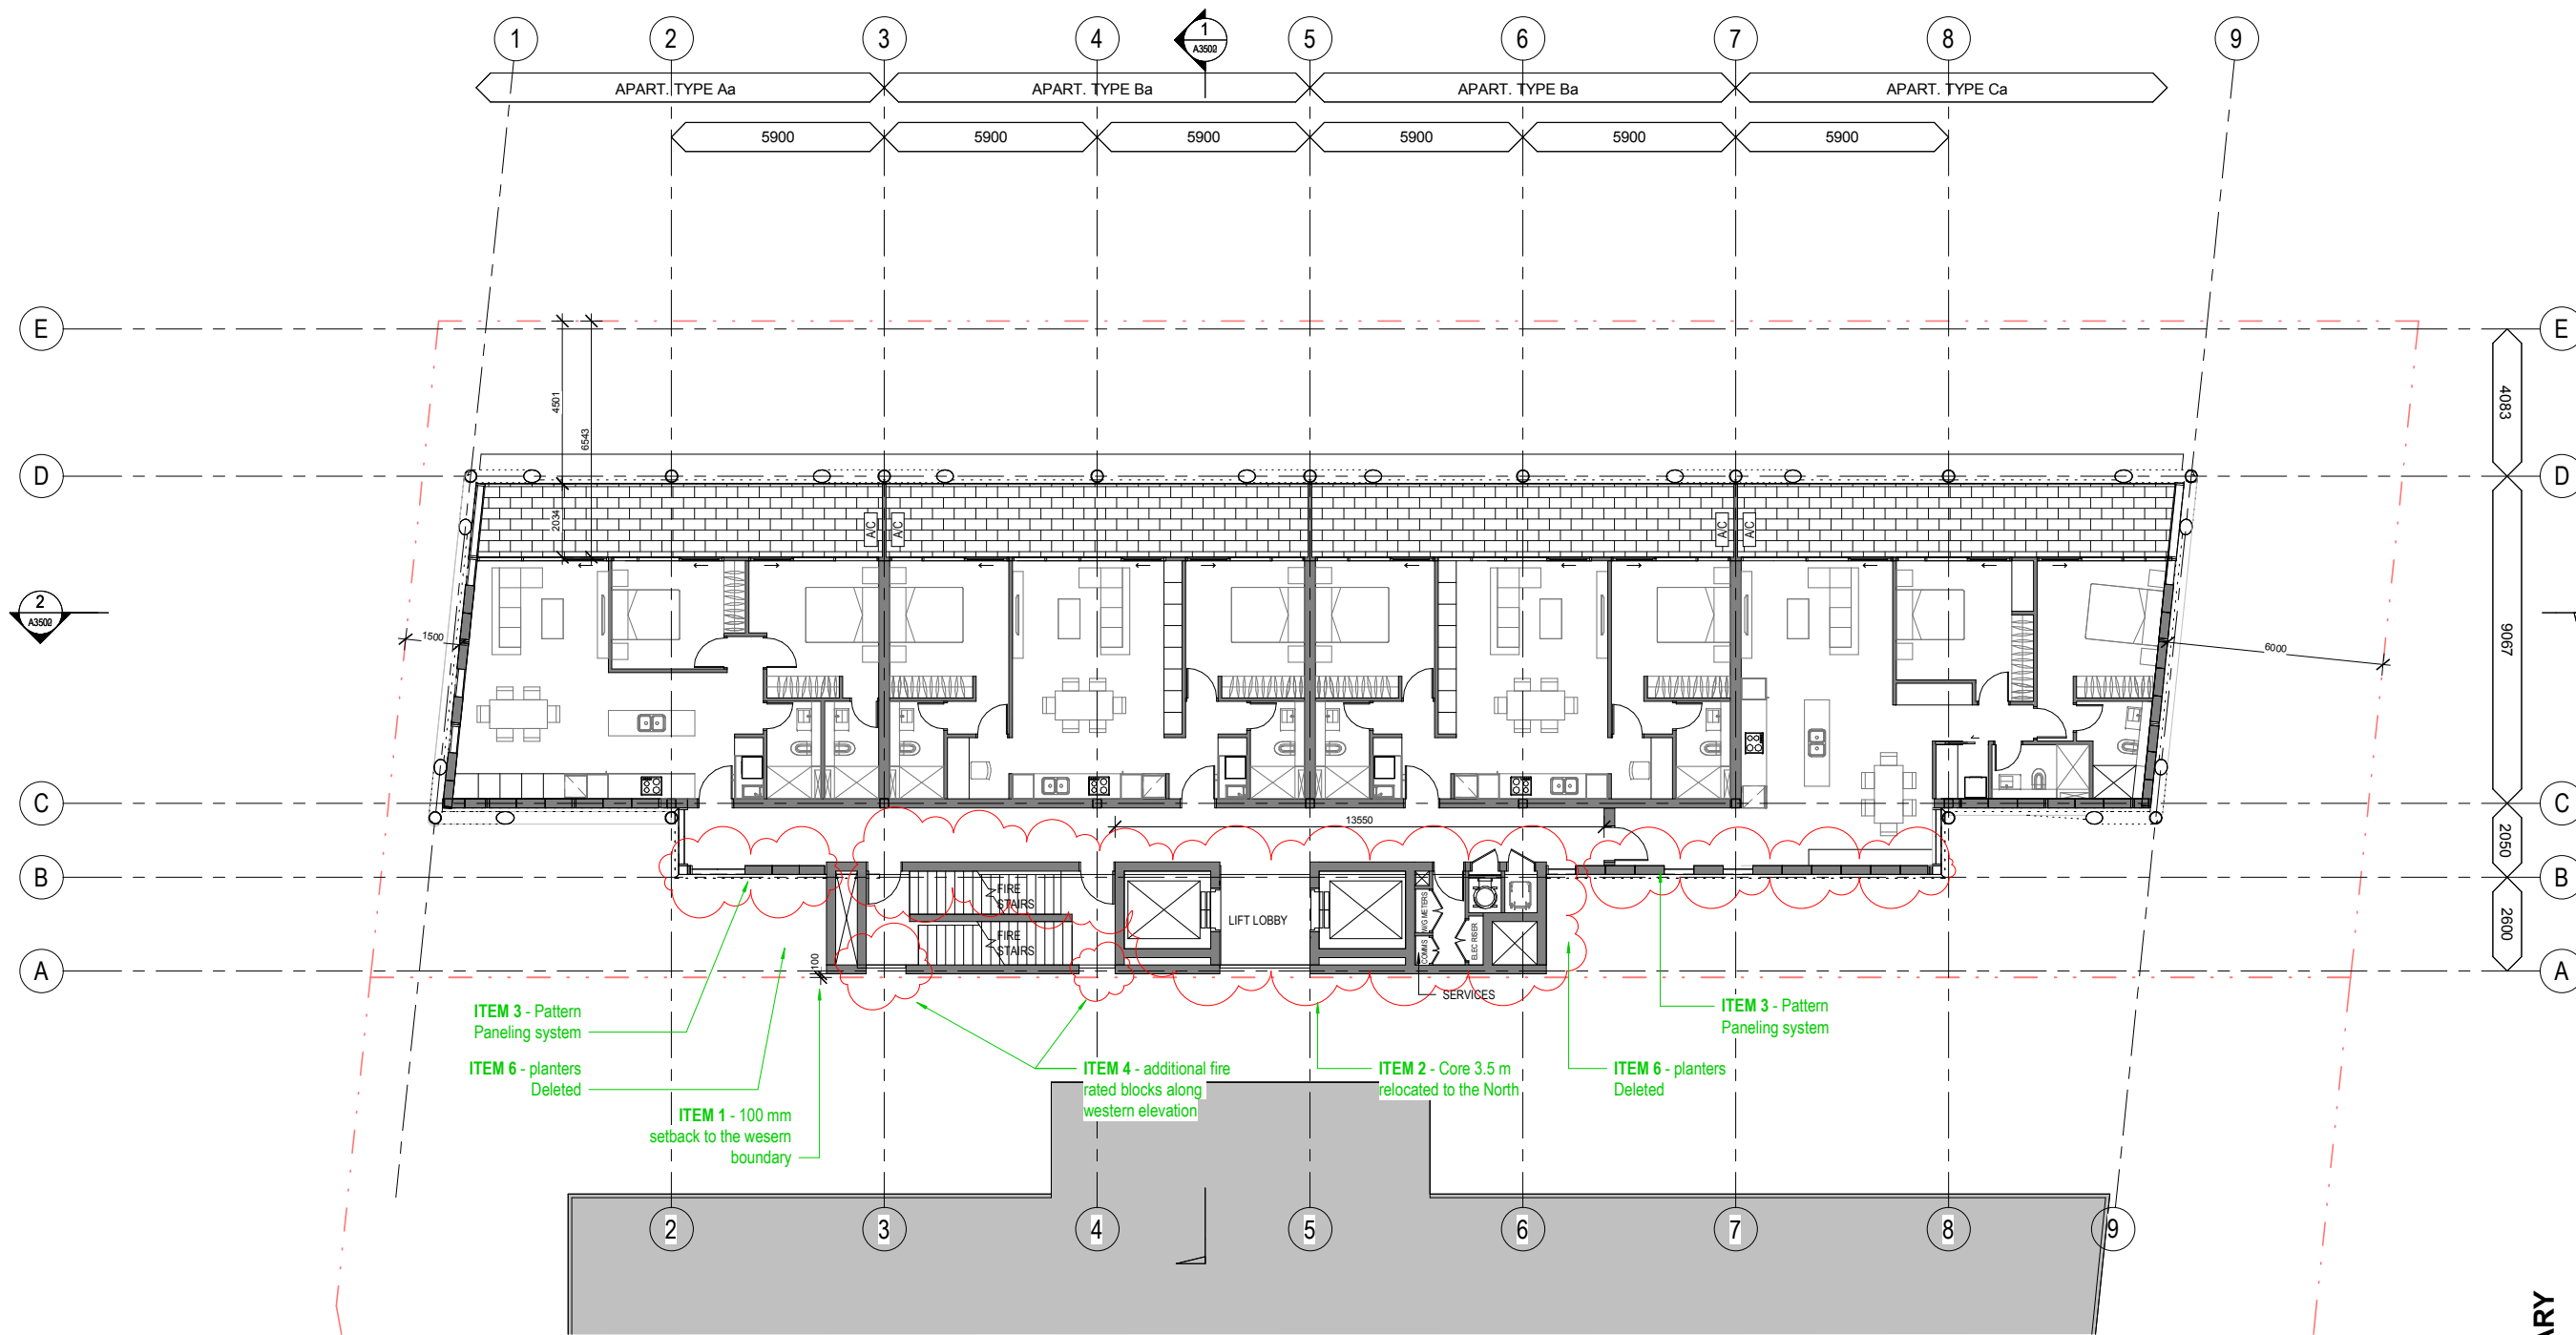 1
2
3
4
1
A3502
5
6
7
8
9
APART. TYPE Aa
APART. TYPE Ba
APART. TYPE Ba
APART. TYPE Ca
5900
5900
5900
5900
5900
5900
E
E
4501
6543
4083
D
D
2034
A/C
A/C
A/C
A/C
2
A3502
1500
6000
9067
C
C
13550
2050
B
B
FIRE
STAIRS
FIRE
STAIRS
LIFT LOBBY
COMMS
ELEC RISER
2600
A
A
100
SERVICES
ITEM 3 - Pattern
Paneling system
ITEM 6 - planters
Deleted
ITEM 1 - 100 mm
setback to the wesern
boundary
ITEM 4 - additional fire
rated blocks along
western elevation
ITEM 2 - Core 3.5 m
relocated to the North
ITEM 6 - planters
Deleted
ITEM 3 - Pattern
Paneling system
2
3
4
5
6
7
8
9